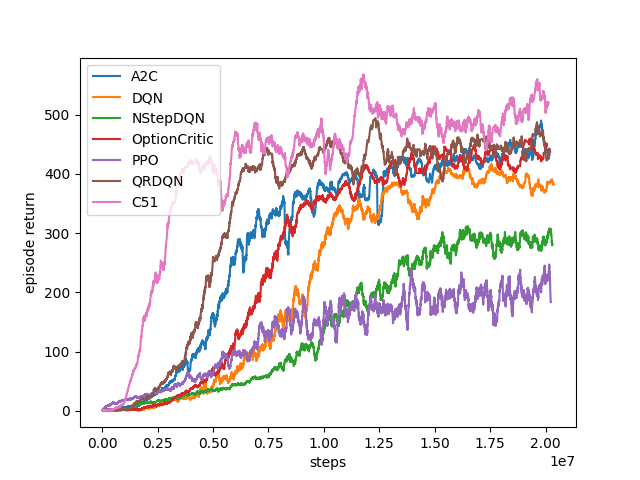 A2C
DQN
NStepDQN
OptionCritic
PPO
QRDQN
C51
episode return
500
400
300
200
100
0
0.00 0.25 0.50 0.75 1.00 1.25 1.50 1.75 2.00
steps
1e7